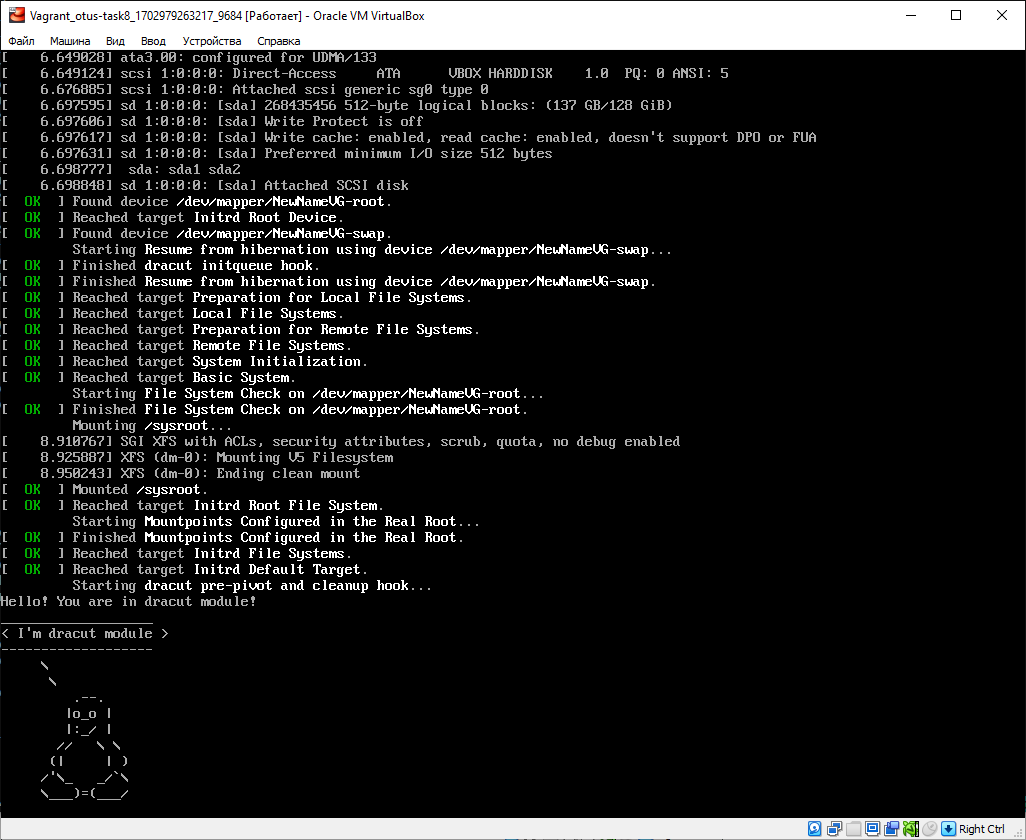 Vagrant_otus-task8_1702979263217_9684 [Работает] - Oracle VM VirtualBox
Файл Машина Вид Ввод Устройства Справка
[    6.649028] ata3.00: configured for UDMA/133
[    6.649124] scsi 1:0:0:0: Direct-Access     ATA      VBOX HARDDISK    1.0  PQ: 0 ANSI: 5
[    6.676885] scsi 1:0:0:0: Attached scsi generic sg0 type 0
[    6.697595] sd 1:0:0:0: [sda] 268435456 512-byte logical blocks: (137 GB/128 GiB)
[    6.697606] sd 1:0:0:0: [sda] Write Protect is off
[    6.697617] sd 1:0:0:0: [sda] Write cache: enabled, read cache: enabled, doesn't support DPO or FUA
[    6.697631] sd 1:0:0:0: [sda] Preferred minimum I/O size 512 bytes
[    6.698777]  sda: sda1 sda2
[    6.698848] sd 1:0:0:0: [sda] Attached SCSI disk
[  OK  ] Found device /dev/mapper/NewNameVG-root.
[  OK  ] Reached target Initrd Root Device.
[  OK  ] Found device /dev/mapper/NewNameVG-swap.
         Starting Resume from hibernation using device /dev/mapper/NewNameVG-swap...
[  OK  ] Finished dracut initqueue hook.
[  OK  ] Finished Resume from hibernation using device /dev/mapper/NewNameVG-swap.
[  OK  ] Reached target Preparation for Local File Systems.
[  OK  ] Reached target Local File Systems.
[  OK  ] Reached target Preparation for Remote File Systems.
[  OK  ] Reached target Remote File Systems.
[  OK  ] Reached target System Initialization.
[  OK  ] Reached target Basic System.
         Starting File System Check on /dev/mapper/NewNameVG-root...
[  OK  ] Finished File System Check on /dev/mapper/NewNameVG-root.
         Mounting /sysroot...
[    8.910767] SGI XFS with ACLs, security attributes, scrub, quota, no debug enabled
[    8.925887] XFS (dm-0): Mounting V5 Filesystem
[    8.950243] XFS (dm-0): Ending clean mount
[  OK  ] Mounted /sysroot.
[  OK  ] Reached target Initrd Root File System.
         Starting Mountpoints Configured in the Real Root...
[  OK  ] Finished Mountpoints Configured in the Real Root.
[  OK  ] Reached target Initrd File Systems.
[  OK  ] Reached target Initrd Default Target.
         Starting dracut pre-pivot and cleanup hook...
Hello! You are in dracut module!
___________________
< I'm dracut module >
-------------------
     \
      \
         .--.
        |o_o |
        |:_/ |
       //   \ \
      (|     | )
     /'\_   _/`\
     \___)=(___/
Right Ctrl